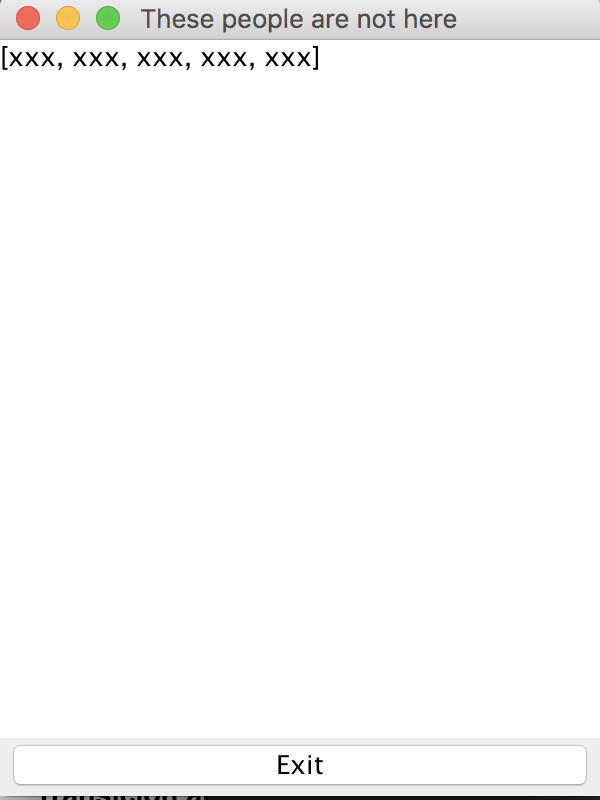 These people are not here
[xxx, xxx, xxx, xxx, xxx]
Exit